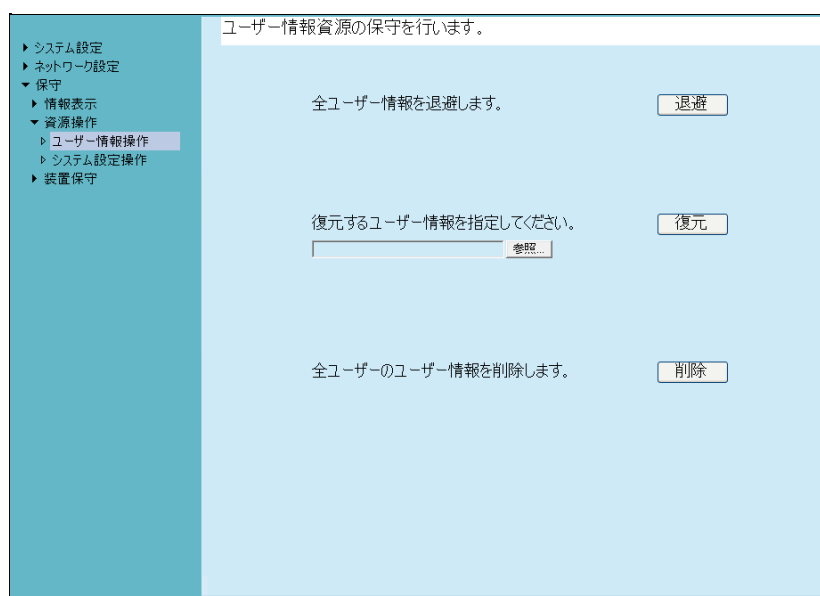 ユーザー情報資源の保守を行います。
システム設定
ネットワーク設定
保守
情報表示
資源操作
ユーザー情報操作
システム設定操作
装置保守
全ユーザー情報を退避します。
退避
復元するユーザー情報を指定してください。
復元
参照...
全ユーザーのユーザー情報を削除します。
削除